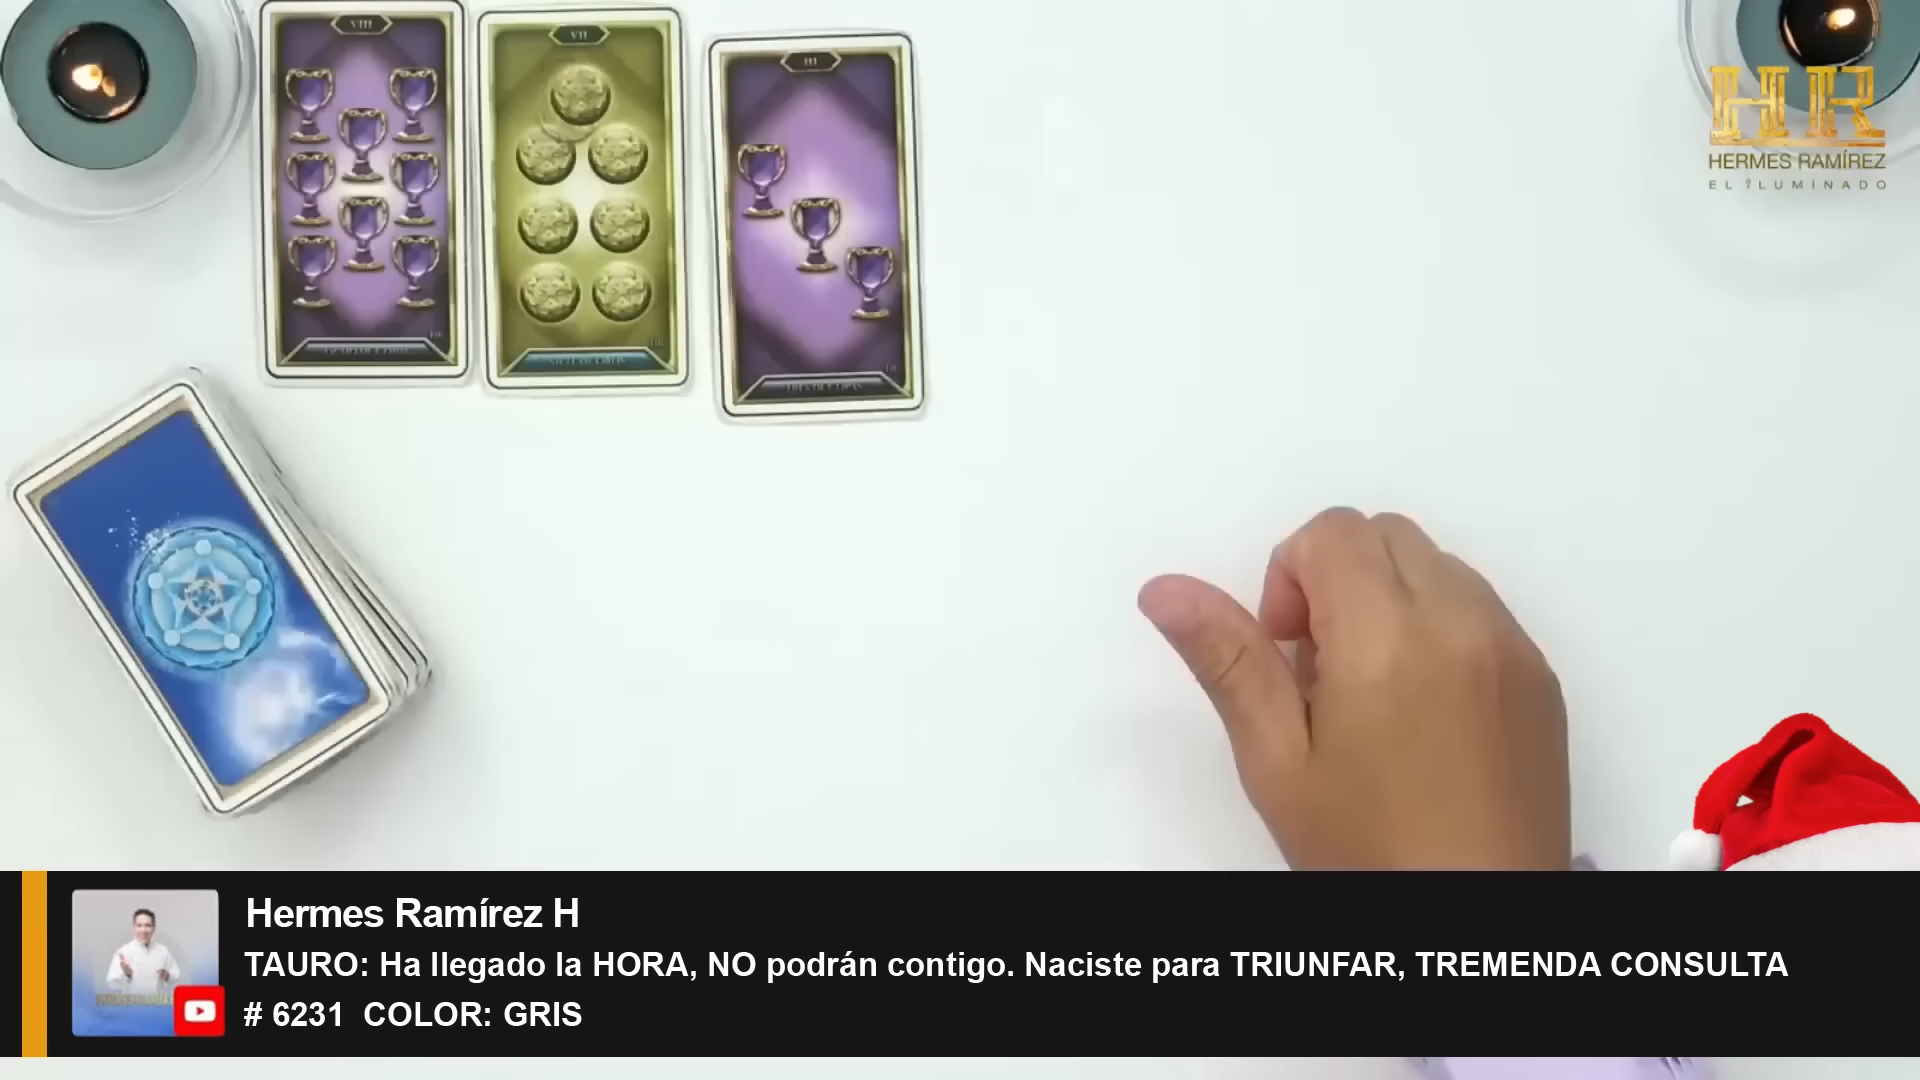 VIII
VII
III
HR
HERMES RAMÍREZ
EL ILUMINADO
Hermes Ramírez H
TAURO: Ha llegado la HORA, NO podrán contigo. Naciste para TRIUNFAR, TREMENDA CONSULTA
# 6231 COLOR: GRIS